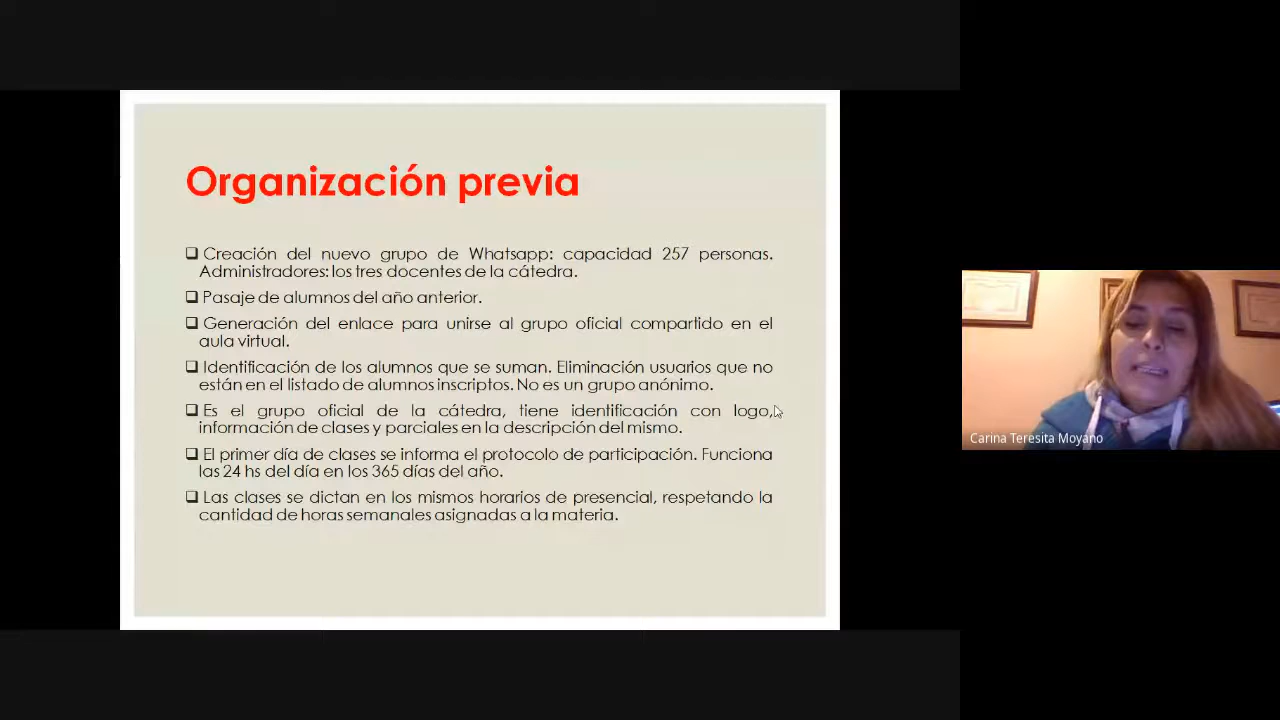 Organización previa
❑ Creación del nuevo grupo de Whatsapp: capacidad 257 personas.
Administradores: los tres docentes de la cátedra.
❑ Pasaje de alumnos del año anterior.
❑ Generación del enlace para unirse al grupo oficial compartido en el
aula virtual.
❑ Identificación de los alumnos que se suman. Eliminación usuarios que no
están en el listado de alumnos inscriptos. No es un grupo anónimo.
❑ Es el grupo oficial de la cátedra, tiene identificación con logo,
información de clases y parciales en la descripción del mismo.
❑ El primer día de clases se informa el protocolo de participación. Funciona
las 24 hs del día en los 365 días del año.
❑ Las clases se dictan en los mismos horarios de presencial, respetando la
cantidad de horas semanales asignadas a la materia.
Carina Teresita Moyano